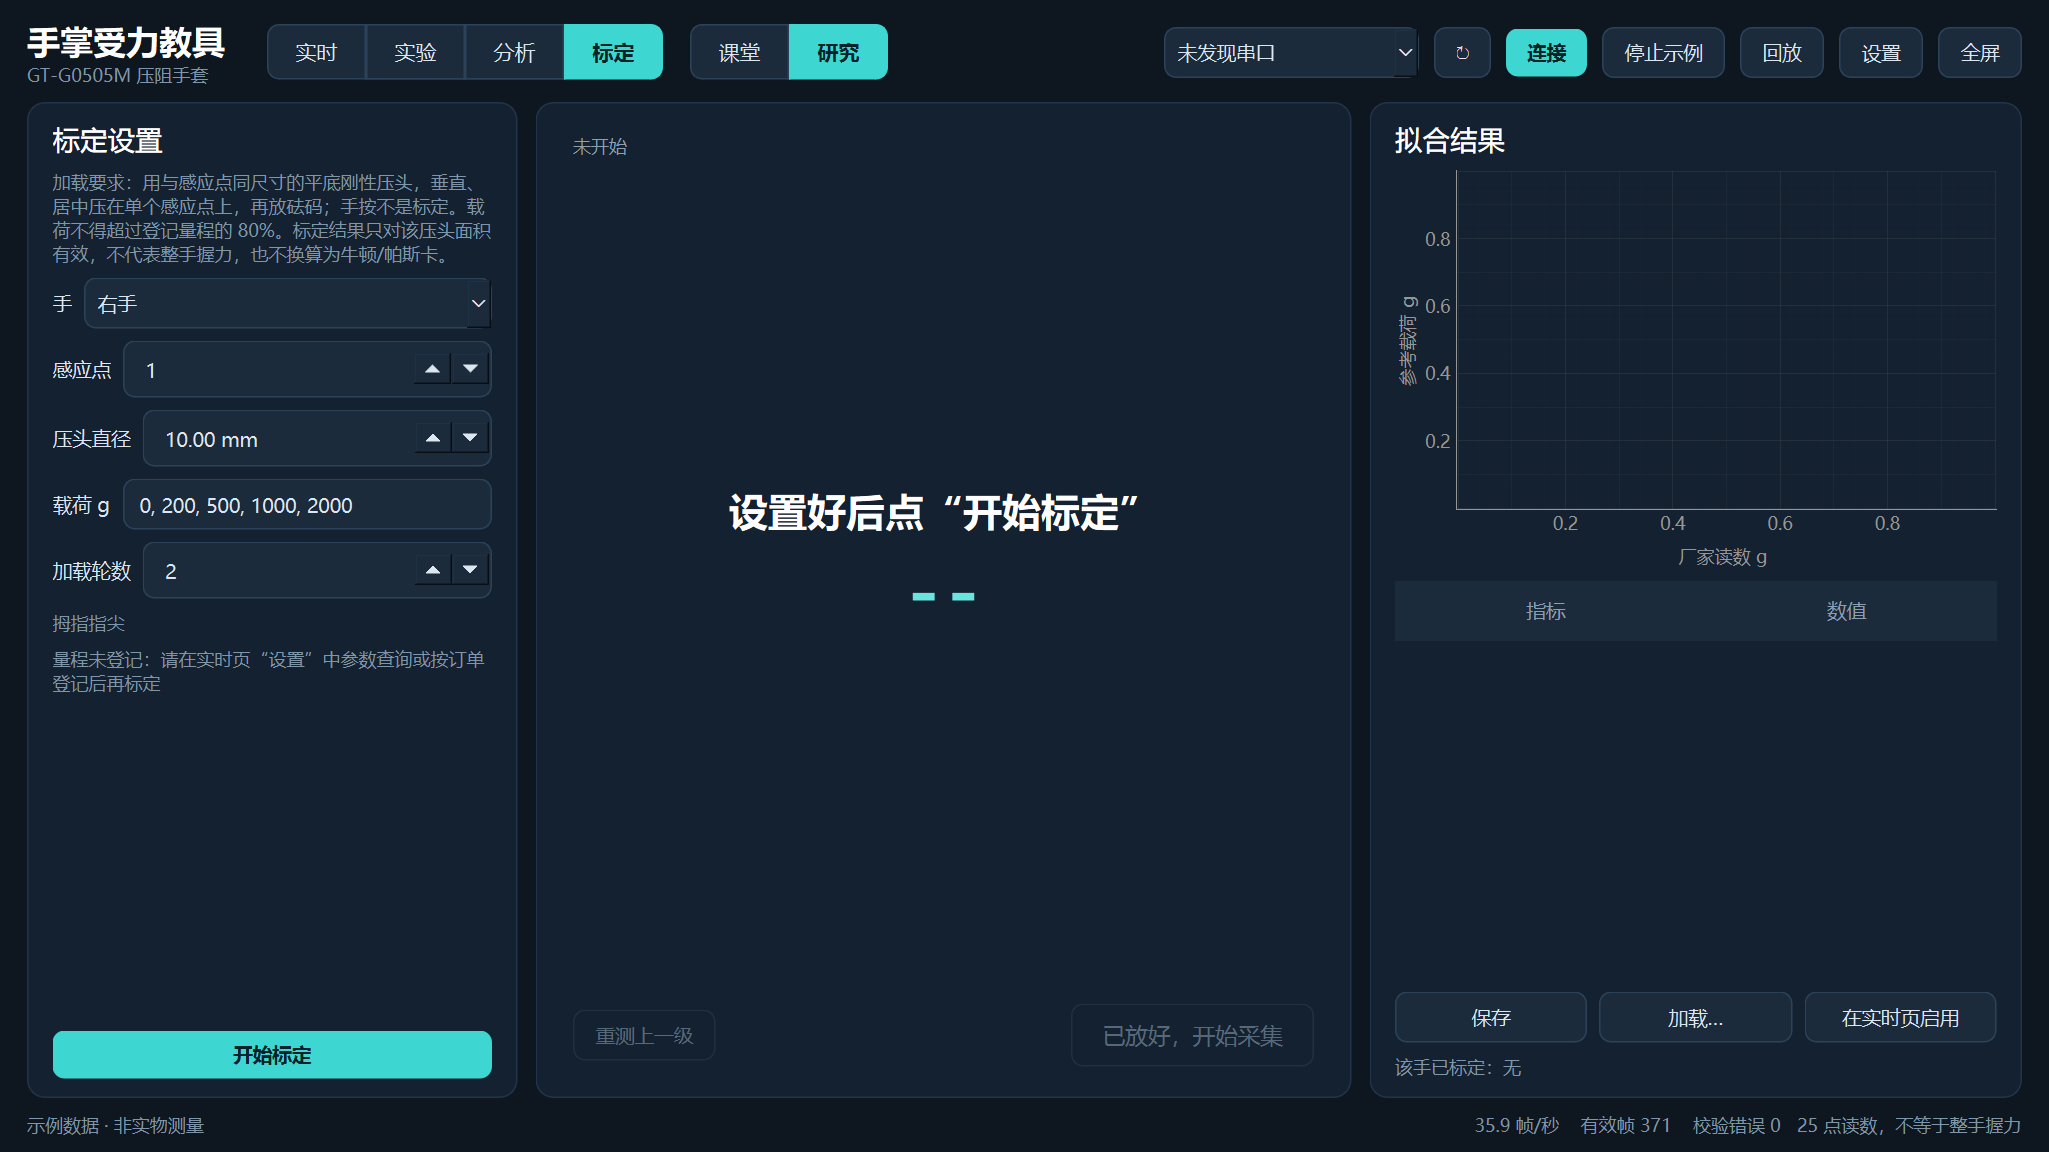 手掌受力教具
GT-G0505M 压阻手套
实时
实验
分析
标定
课堂
研究
未发现串口
↻
连接
停止示例
回放
设置
全屏
标定设置
加载要求：用与感应点同尺寸的平底刚性压头，垂直、
居中压在单个感应点上，再放砝码；手按不是标定。载
荷不得超过登记量程的 80%。标定结果只对该压头面积
有效，不代表整手握力，也不换算为牛顿/帕斯卡。
手
右手
感应点
1
压头直径
10.00 mm
载荷 g
0, 200, 500, 1000, 2000
加载轮数
2
拇指指尖
量程未登记：请在实时页“设置”中参数查询或按订单
登记后再标定
开始标定
未开始
设置好后点“开始标定”
– –
重测上一级
已放好，开始采集
拟合结果
参考载荷 g
0.8
0.6
0.4
0.2
0.2
0.4
0.6
0.8
厂家读数 g
指标
数值
保存
加载...
在实时页启用
该手已标定：无
示例数据 · 非实物测量
35.9 帧/秒
有效帧 371
校验错误 0
25 点读数，不等于整手握力